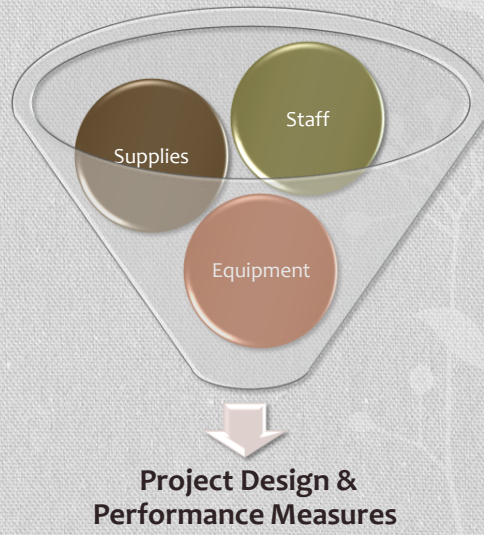 Staff
Supplies
Equipment
Project Design &
Performance Measures